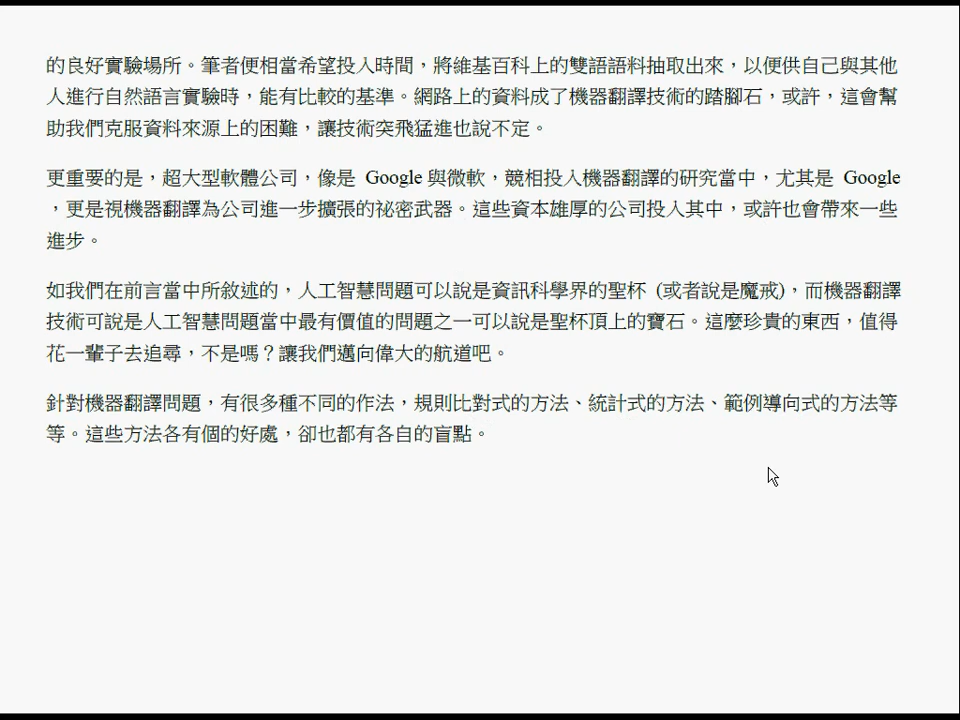 的良好實驗場所。筆者便相當希望投入時間，將維基百科上的雙語語料抽取出來，以便供自己與其他
人進行自然語言實驗時，能有比較的基準。網路上的資料成了機器翻譯技術的踏腳石，或許，這會幫
助我們克服資料來源上的困難，讓技術突飛猛進也說不定。
更重要的是，超大型軟體公司，像是 Google 與微軟，競相投入機器翻譯的研究當中，尤其是 Google
，更是視機器翻譯為公司進一步擴張的祕密武器。這些資本雄厚的公司投入其中，或許也會帶來一些
進步。
如我們在前言當中所敘述的，人工智慧問題可以說是資訊科學界的聖杯 (或者說是魔戒)，而機器翻譯
技術可說是人工智慧問題當中最有價值的問題之一可以說是聖杯頂上的寶石。這麼珍貴的東西，值得
花一輩子去追尋，不是嗎？讓我們邁向偉大的航道吧。
針對機器翻譯問題，有很多種不同的作法，規則比對式的方法、統計式的方法、範例導向式的方法等
等。這些方法各有個的好處，卻也都有各自的盲點。